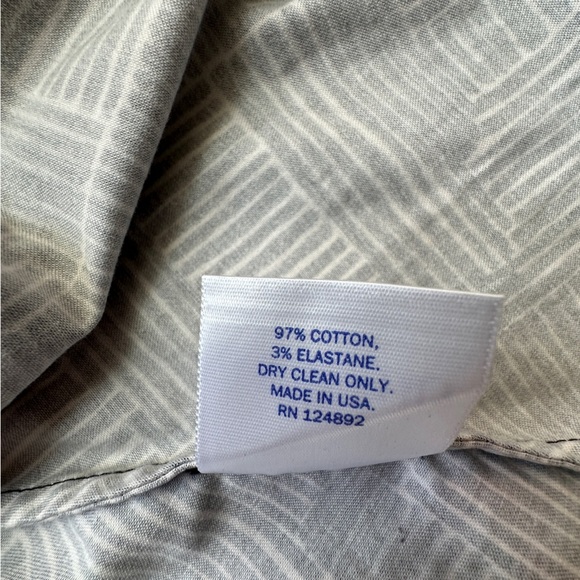 97% COTTON,
3% ELASTANE.
DRY CLEAN ONLY.
MADE IN USA.
RN 124892